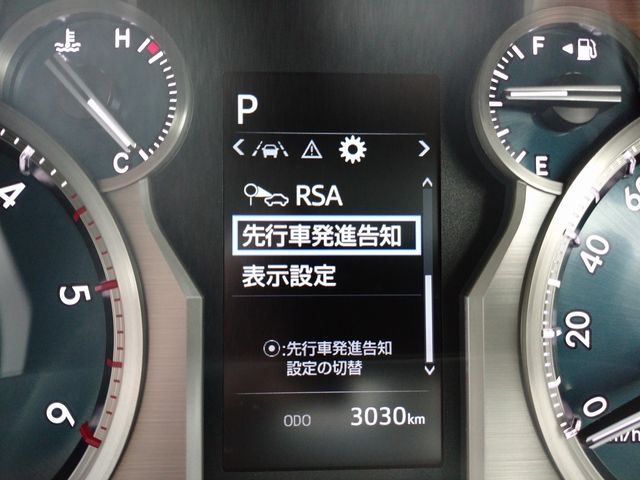 H
C
F
E
P
RSA
先行車発進告知
表示設定
:先行車発進告知
設定の切替
ODO 3030km
4
5
6
60
40
20
0